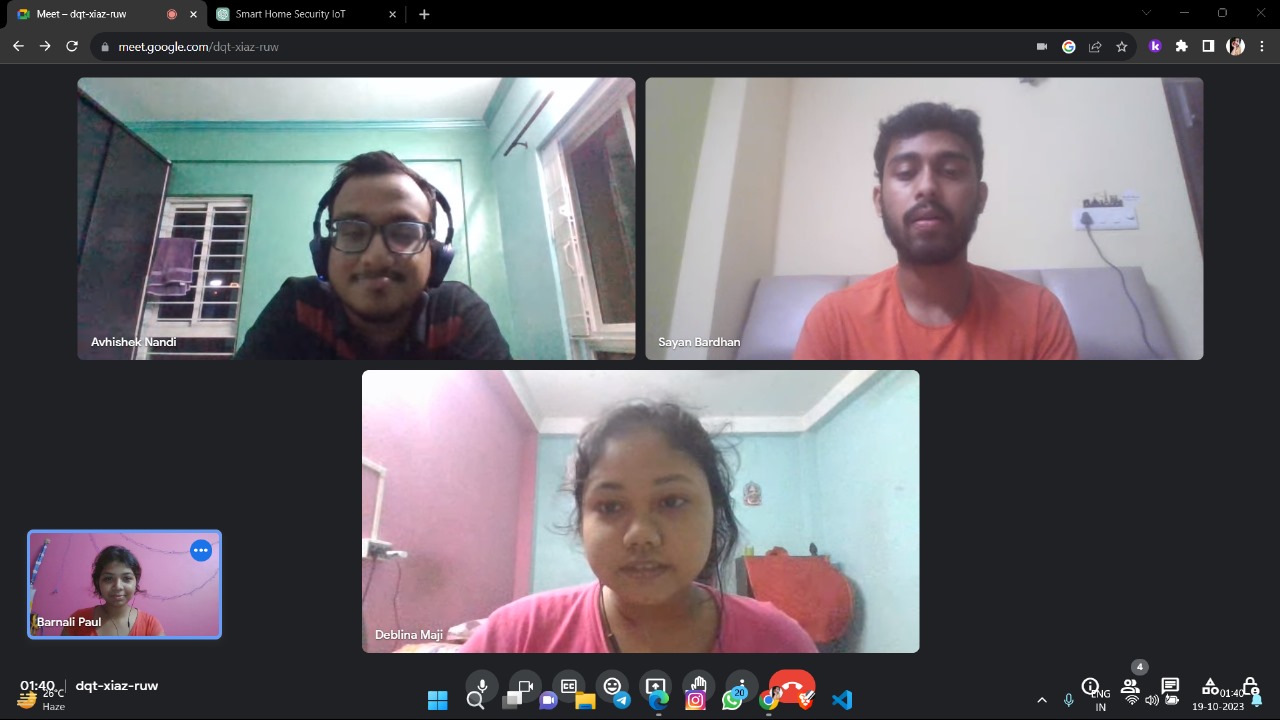 Meet – dqt-xiaz-ruw
Smart Home Security IoT
meet.google.com/dqt-xiaz-ruw
Avhishek Nandi
Sayan Bardhan
Barnali Paul
Deblina Maji
4
01:40
dqt-xiaz-ruw
28°C
Haze
20
ENG
IN
01:40
19-10-2023